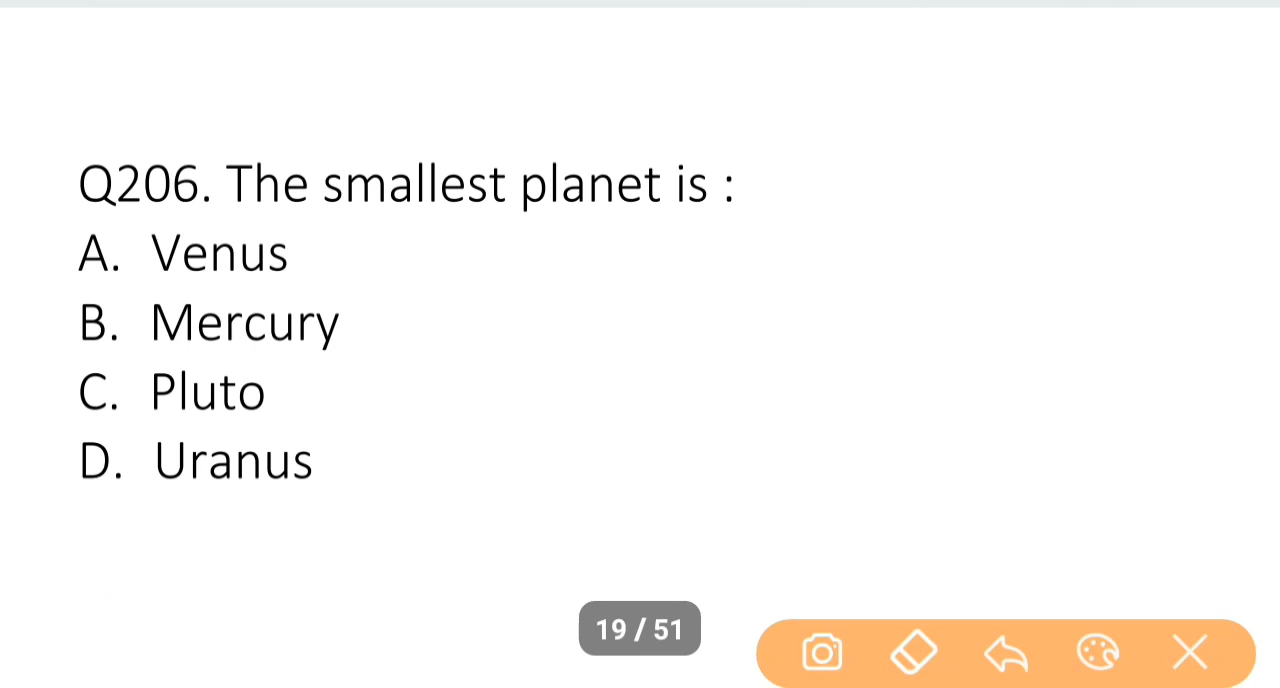 Q206. The smallest planet is :
A. Venus
B. Mercury
C. Pluto
D. Uranus
19 / 51